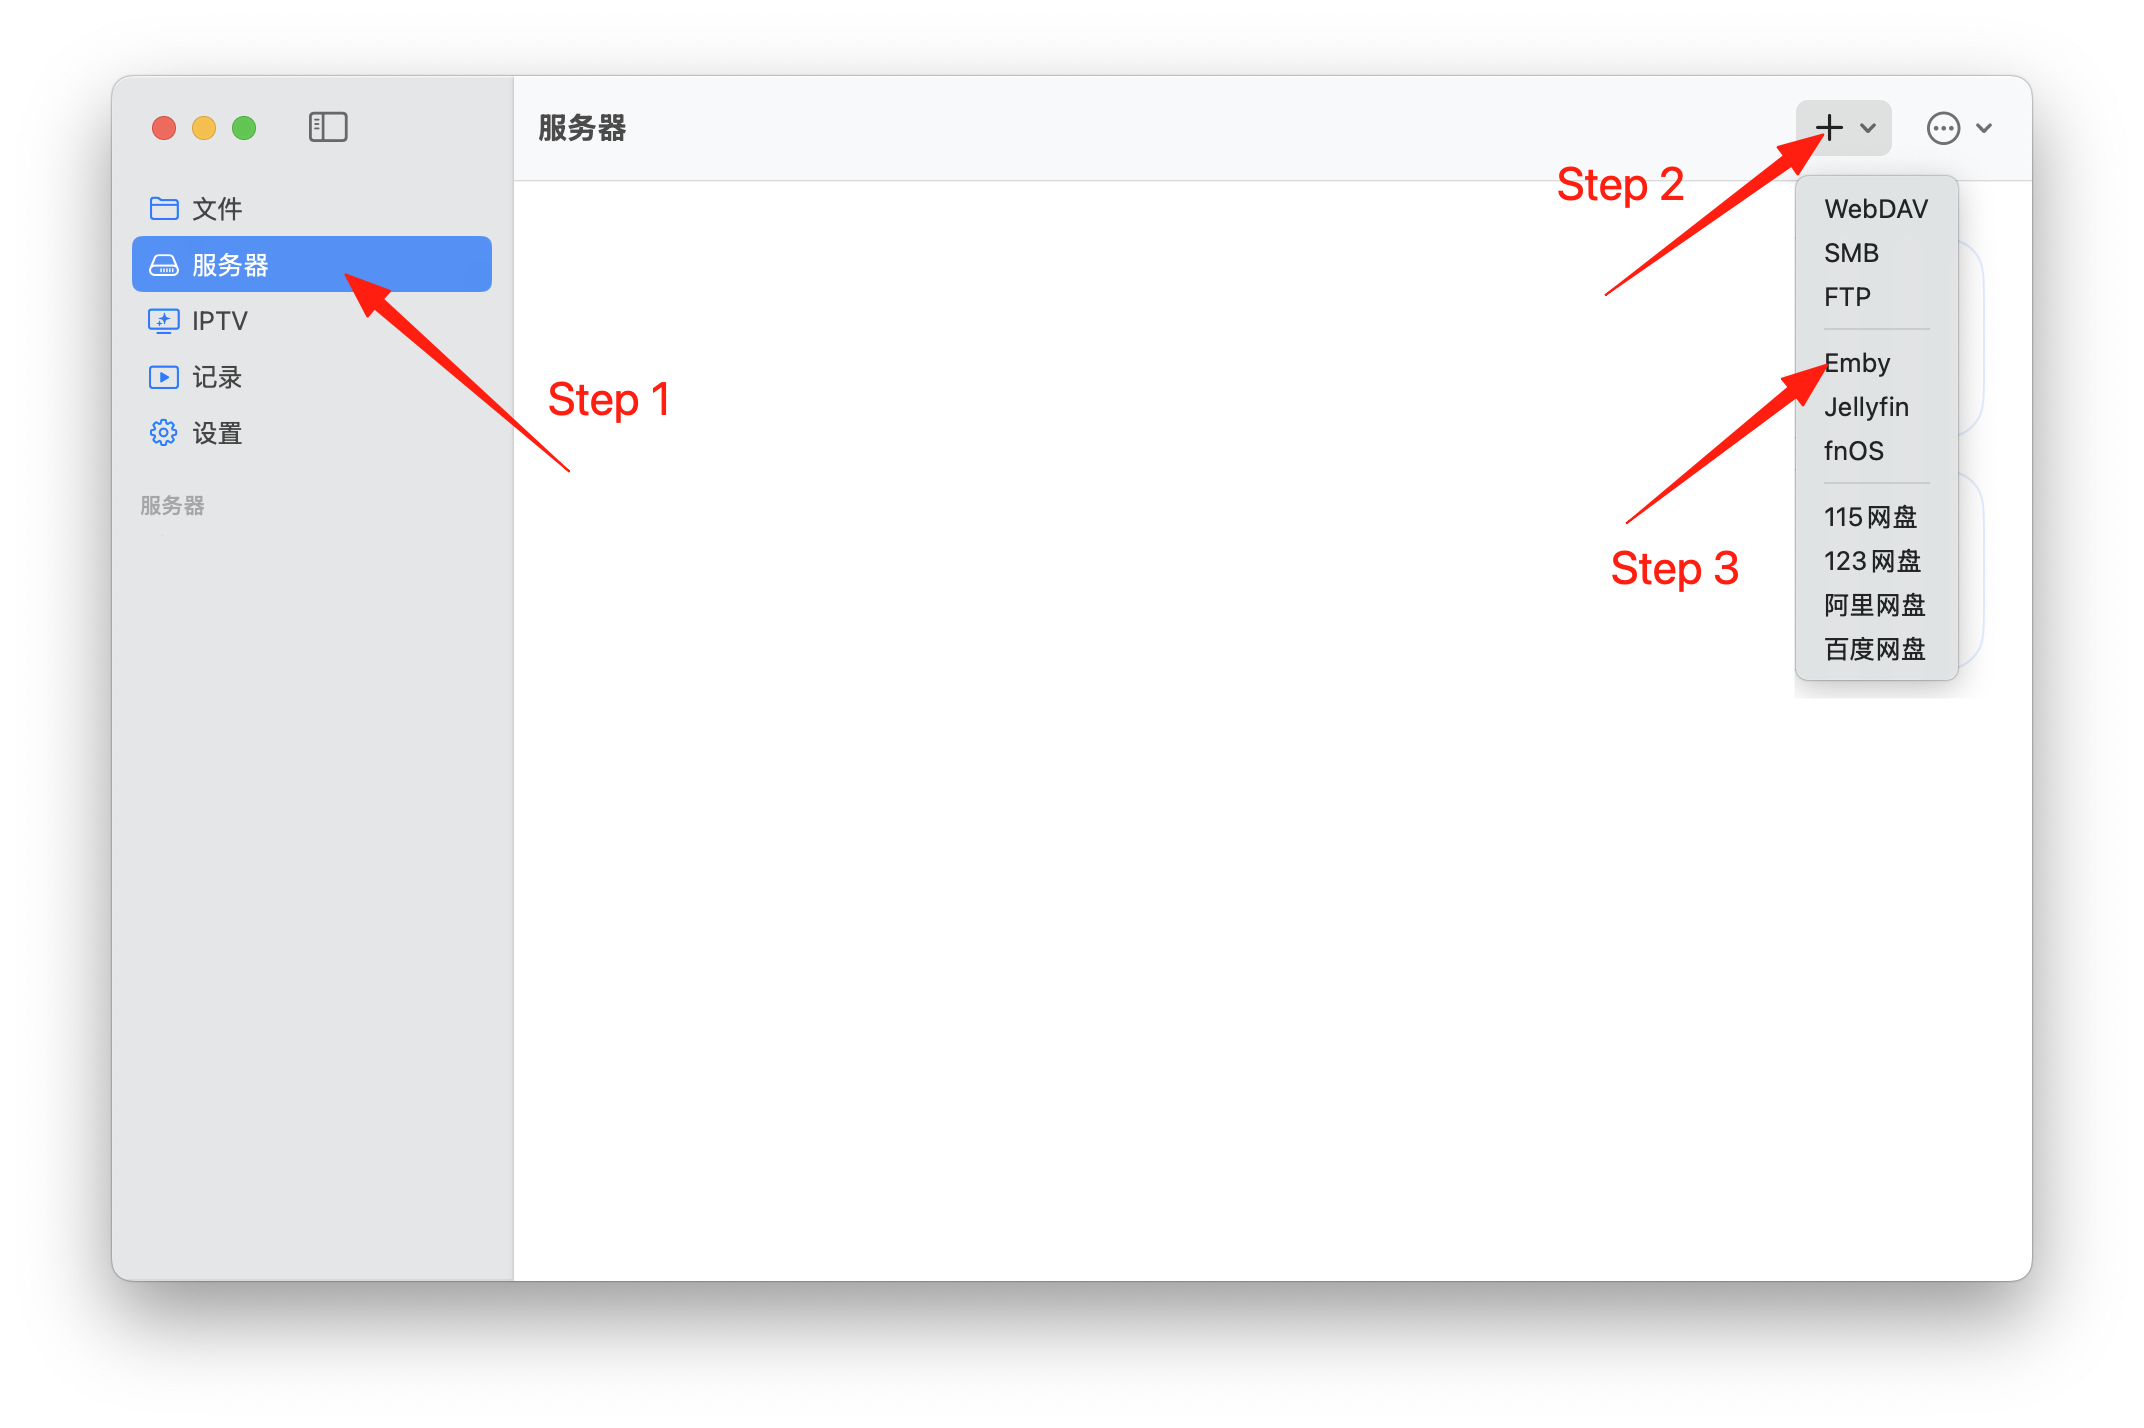 文件
服务器
IPTV
记录
设置
服务器
服务器
Step 1
Step 2
Step 3
WebDAV
SMB
FTP
Emby
Jellyfin
fnOS
115网盘
123网盘
阿里网盘
百度网盘